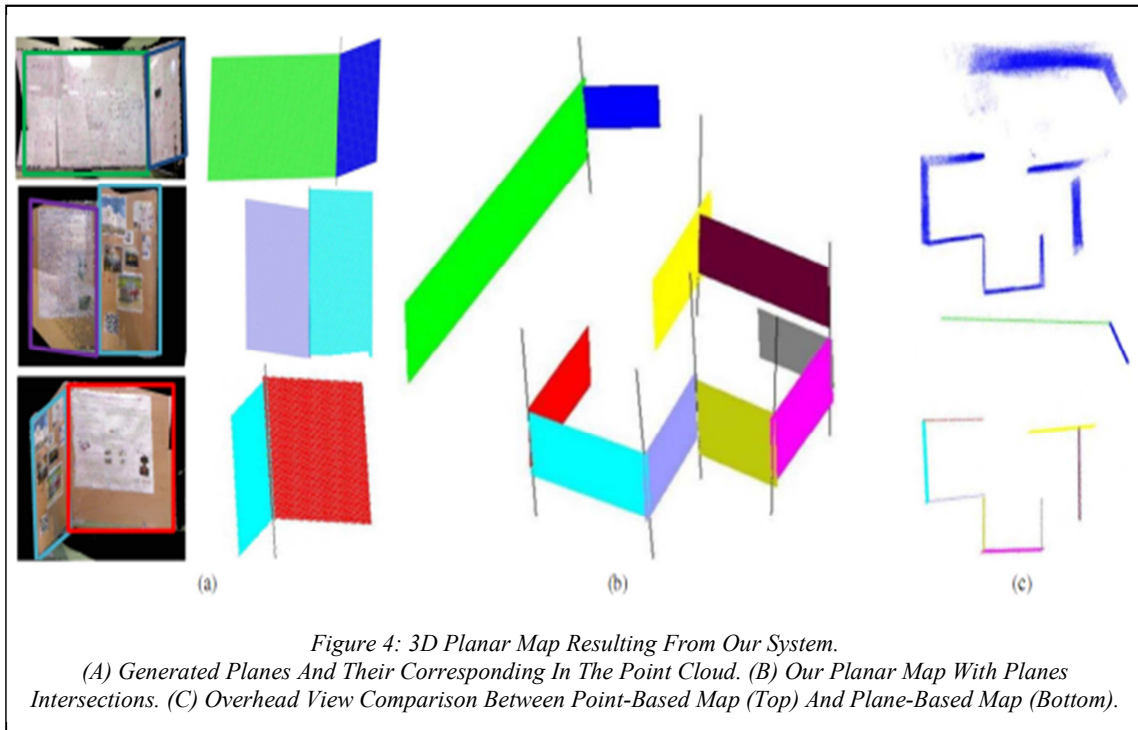 (a)
(b)
(c)
Figure 4: 3D Planar Map Resulting From Our System.
(A) Generated Planes And Their Corresponding In The Point Cloud. (B) Our Planar Map With Planes
Intersections. (C) Overhead View Comparison Between Point-Based Map (Top) And Plane-Based Map (Bottom).